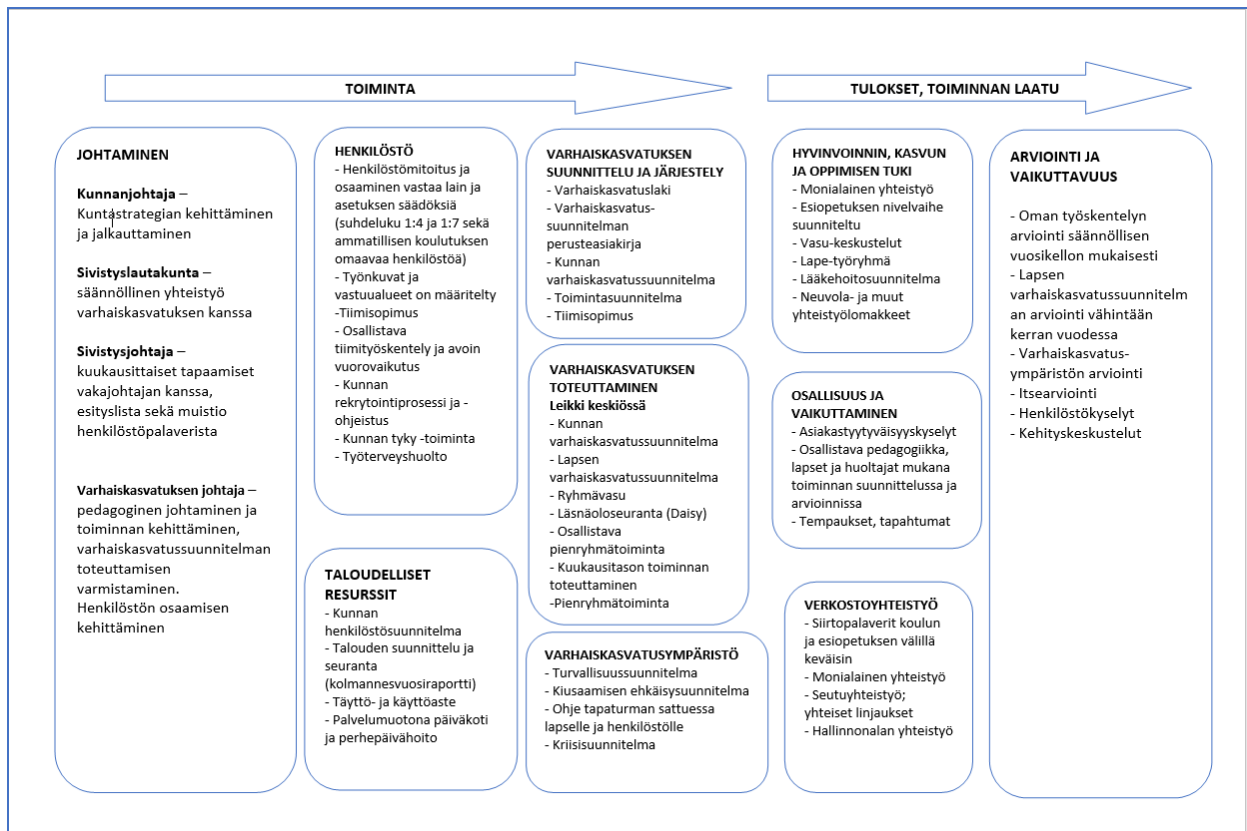 TOIMINTA
TULOKSET, TOIMINNAN LAATU
JOHTAMINEN
Kunnanjohtaja –
Kuntastrategian kehittäminen
ja jalkauttaminen
Sivistyslautakunta –
säännöllinen yhteistyö
varhaiskasvatuksen kanssa
Sivistysjohtaja –
kuukausittaiset tapaamiset
vakajohtajan kanssa,
esityslista sekä muistio
henkilöstöpalaverista
Varhaiskasvatuksen johtaja –
pedagoginen johtaminen ja
toiminnan kehittäminen,
varhaiskasvatussuunnitelman
toteuttamisen
varmistaminen.
Henkilöstön osaamisen
kehittäminen
HENKILÖSTÖ
- Henkilöstömitoitus ja
osaaminen vastaa lain ja
asetuksen säädöksiä
(suhdeluku 1:4 ja 1:7 sekä
ammatillisen koulutuksen
omaavaa henkilöstöä)
- Työnkuvat ja
vastuualueet on määritelty
-Tiimisopimus
- Osallistava
tiimityöskentely ja avoin
vuorovaikutus
- Kunnan
rekrytointiprosessi ja -
ohjeistus
- Kunnan tyky -toiminta
- Työterveyshuolto
TALOUDELLISET
RESURSSIT
- Kunnan
henkilöstösuunnitelma
- Talouden suunnittelu ja
seuranta
(kolmannesvuosiraportti)
- Täyttö- ja käyttöaste
- Palvelumuotona päiväkoti
ja perhepäivähoito
VARHAISKASVATUKSEN
SUUNNITTELU JA JÄRJESTELY
- Varhaiskasvatuslaki
- Varhaiskasvatus-
suunnitelman
perusteasiakirja
- Kunnan
varhaiskasvatussuunnitelma
- Toimintasuunnitelma
- Tiimisopimus
VARHAISKASVATUKSEN
TOTEUTTAMINEN
Leikki keskiössä
- Kunnan
varhaiskasvatussuunnitelma
- Lapsen
varhaiskasvatussuunnitelma
- Ryhmävasu
- Läsnäoloseuranta (Daisy)
- Osallistava
pienryhmätoiminta
- Kuukausitason toiminnan
toteuttaminen
-Pienryhmätoiminta
VARHAISKASVATUSYMPÄRISTÖ
- Turvallisuussuunnitelma
- Kiusaamisen ehkäisysuunnitelma
- Ohje tapaturman sattuessa
lapselle ja henkilöstölle
- Kriisisuunnitelma
HYVINVOINNIN, KASVUN
JA OPPIMISEN TUKI
- Monialainen yhteistyö
- Esiopetuksen nivelvaihe
suunniteltu
- Vasu-keskustelut
- Lape-työryhmä
- Lääkehoitosuunnitelma
- Neuvola- ja muut
yhteistyölomakkeet
OSALLISUUS JA
VAIKUTTAMINEN
- Asiakastyytyväisyyskyselyt
- Osallistava pedagogiikka,
lapset ja huoltajat mukana
toiminnan suunnittelussa ja
arvioinnissa
- Tempaukset, tapahtumat
VERKOSTOYHTEISTYÖ
- Siirtopalaverit koulun
ja esiopetuksen välillä
keväisin
- Monialainen yhteistyö
- Seutuyhteistyö;
yhteiset linjaukset
- Hallinnonalan yhteistyö
ARVIOINTI JA
VAIKUTTAVUUS
- Oman työskentelyn
arviointi säännöllisen
vuosikellon mukaisesti
- Lapsen
varhaiskasvatussuunnitelm
an arviointi vähintään
kerran vuodessa
- Varhaiskasvatus-
ympäristön arviointi
- Itsearviointi
- Henkilöstökyselyt
- Kehityskeskustelut